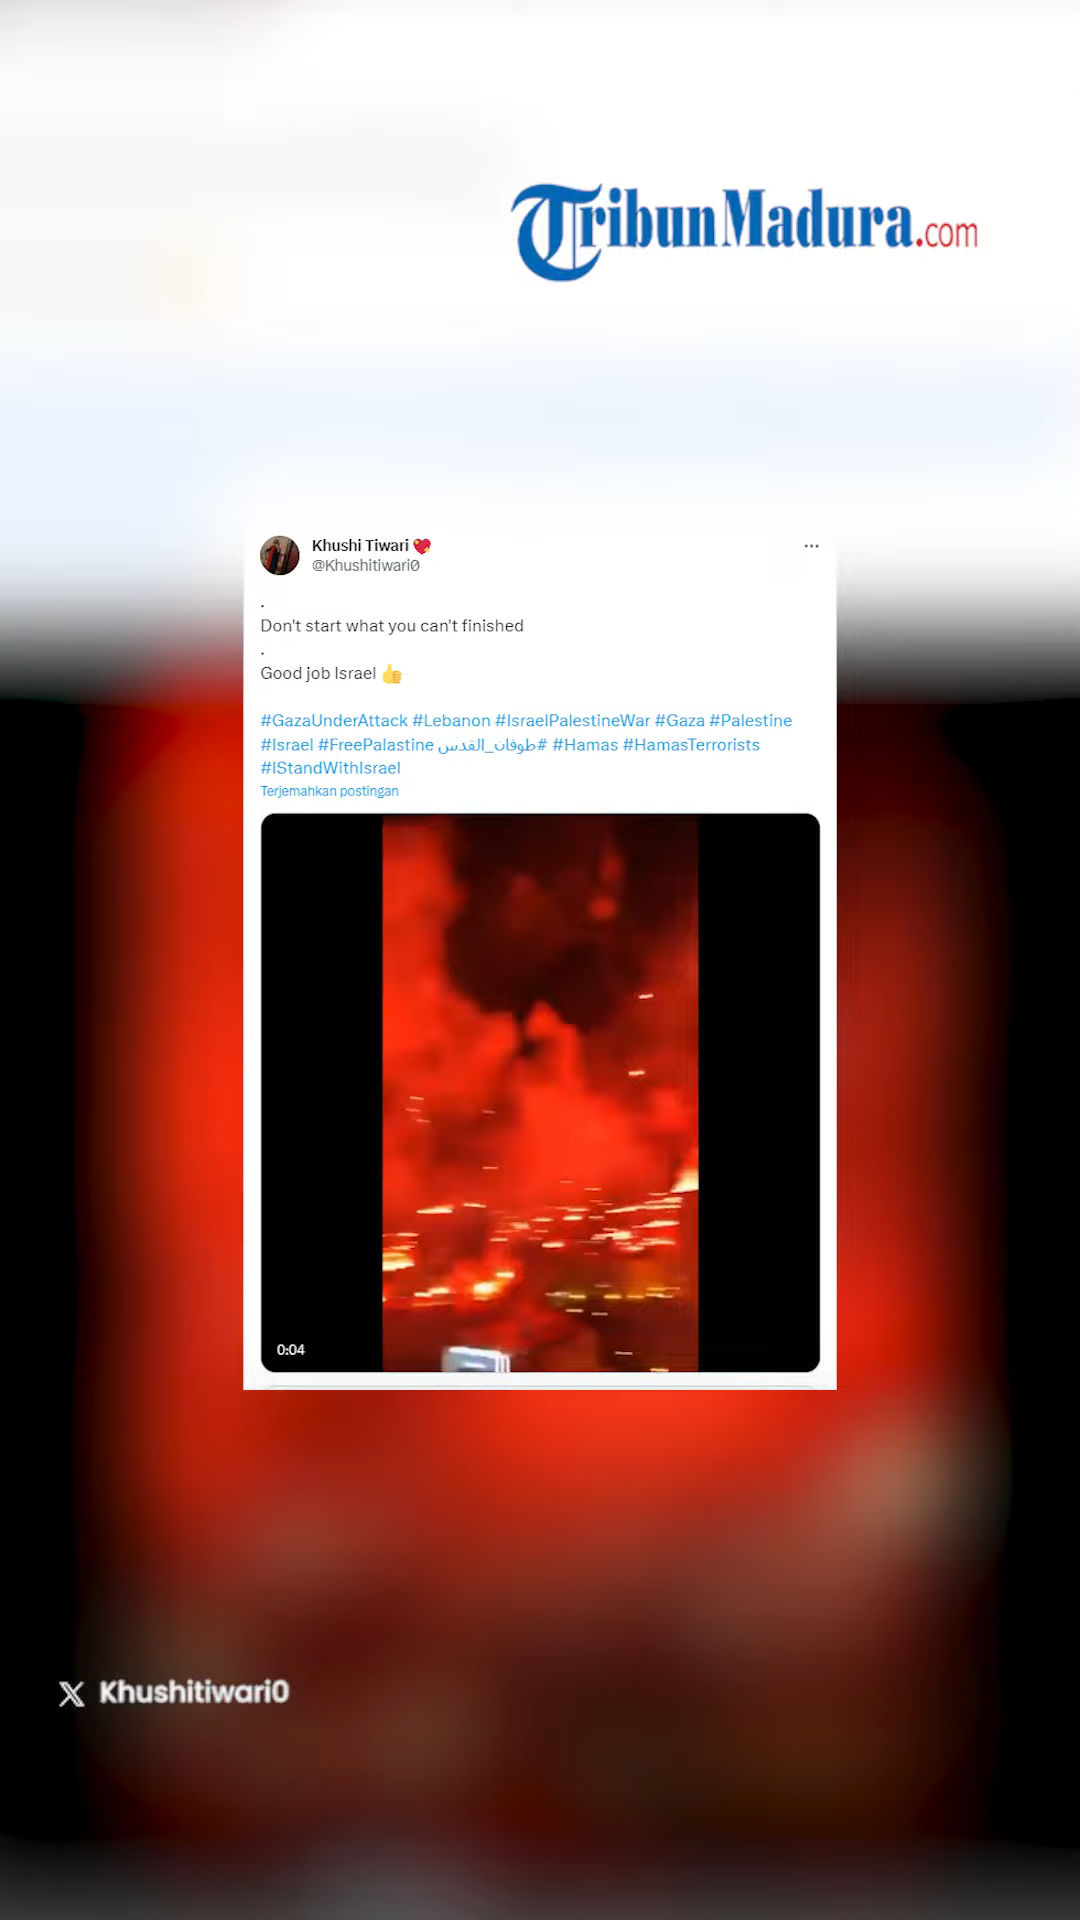 TribunMadura.com
Khushi Tiwari 💖
@Khushitiwari0
.
Don't start what you can't finished
.
Good job Israel 👍
#GazaUnderAttack #Lebanon #IsraelPalestineWar #Gaza #Palestine
#Israel #FreePalastine #طوفان_القدس #Hamas #HamasTerrorists
#IStandWithIsrael
Terjemahkan postingan
0:04
X Khushitiwari0